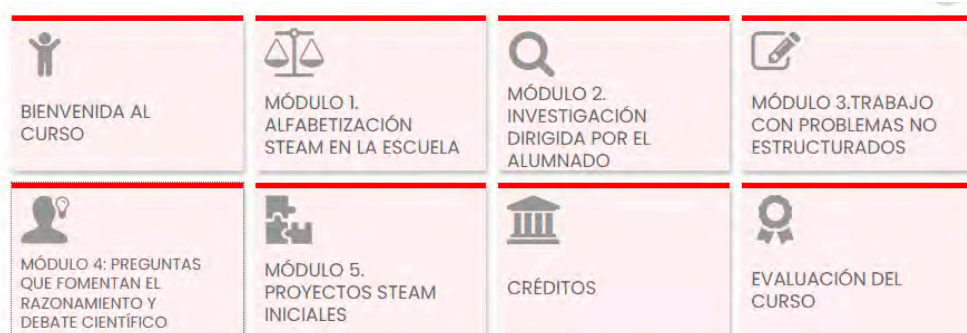 BIENVENIDA AL
CURSO
MÓDULO 1.
ALFABETIZACIÓN
STEAM EN LA ESCUELA
MÓDULO 2.
INVESTIGACIÓN
DIRIGIDA POR EL
ALUMNADO
MÓDULO 3.TRABAJO
CON PROBLEMAS NO
ESTRUCTURADOS
MÓDULO 4: PREGUNTAS
QUE FOMENTAN EL
RAZONAMIENTO Y
DEBATE CIENTÍFICO
MÓDULO 5.
PROYECTOS STEAM
INICIALES
CRÉDITOS
EVALUACIÓN DEL
CURSO